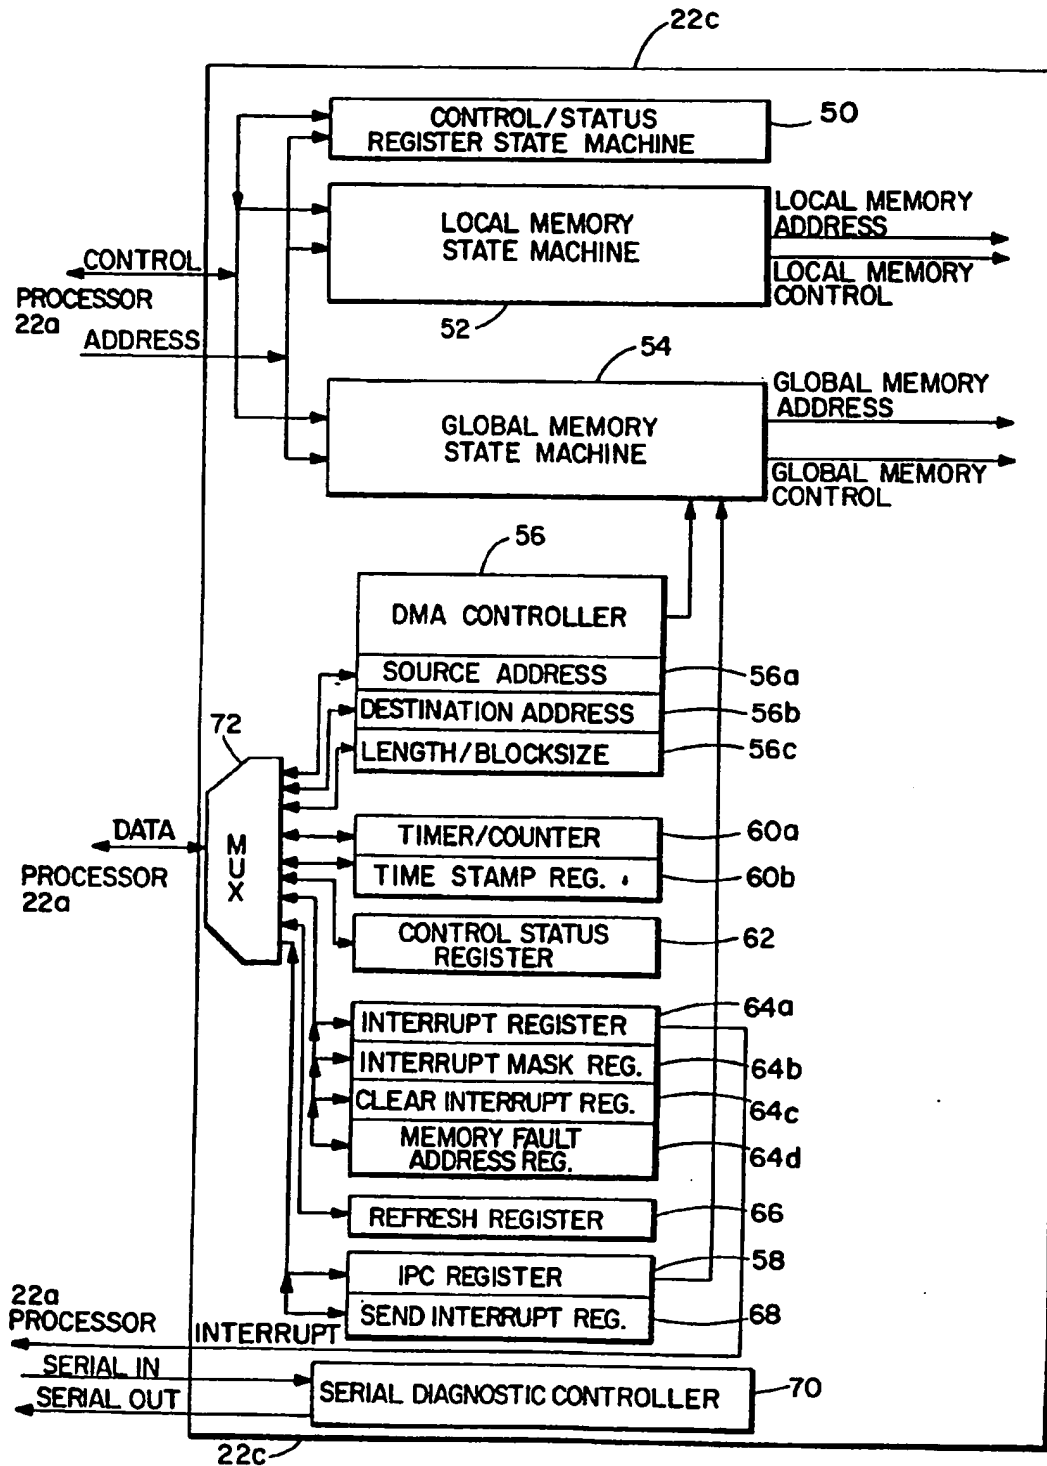 22c
CONTROL/STATUS
REGISTER STATE MACHINE
50
LOCAL MEMORY
STATE MACHINE
52
LOCAL MEMORY
ADDRESS
LOCAL MEMORY
CONTROL
CONTROL
PROCESSOR
22a
ADDRESS
54
GLOBAL MEMORY
STATE MACHINE
GLOBAL MEMORY
ADDRESS
GLOBAL MEMORY
CONTROL
56
DMA CONTROLLER
SOURCE ADDRESS
56a
DESTINATION ADDRESS
56b
LENGTH/BLOCKSIZE
56c
72
MUX
DATA
PROCESSOR
22a
TIMER/COUNTER
60a
TIME STAMP REG.
60b
CONTROL STATUS
REGISTER
62
INTERRUPT REGISTER
64a
INTERRUPT MASK REG.
64b
CLEAR INTERRUPT REG.
64c
MEMORY FAULT
ADDRESS REG.
64d
REFRESH REGISTER
66
IPC REGISTER
58
SEND INTERRUPT REG.
68
22a
PROCESSOR
INTERRUPT
SERIAL IN
SERIAL OUT
SERIAL DIAGNOSTIC CONTROLLER
70
22c